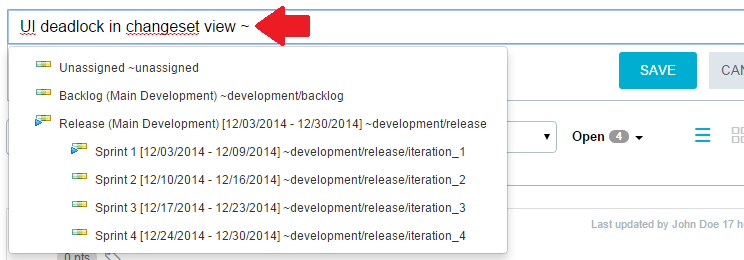 UI deadlock in changeset view ~
Unassigned ~unassigned
SAVE
CAN
Backlog (Main Development) ~development/backlog
Release (Main Development) [12/03/2014 - 12/30/2014] ~development/release
Open 4
Sprint 1 [12/03/2014 - 12/09/2014] ~development/release/iteration_1
Sprint 2 [12/10/2014 - 12/16/2014] ~development/release/iteration_2
Sprint 3 [12/17/2014 - 12/23/2014] ~development/release/iteration_3
Last updated by John Doe 17 h
Sprint 4 [12/24/2014 - 12/30/2014] ~development/release/iteration_4
0 pts